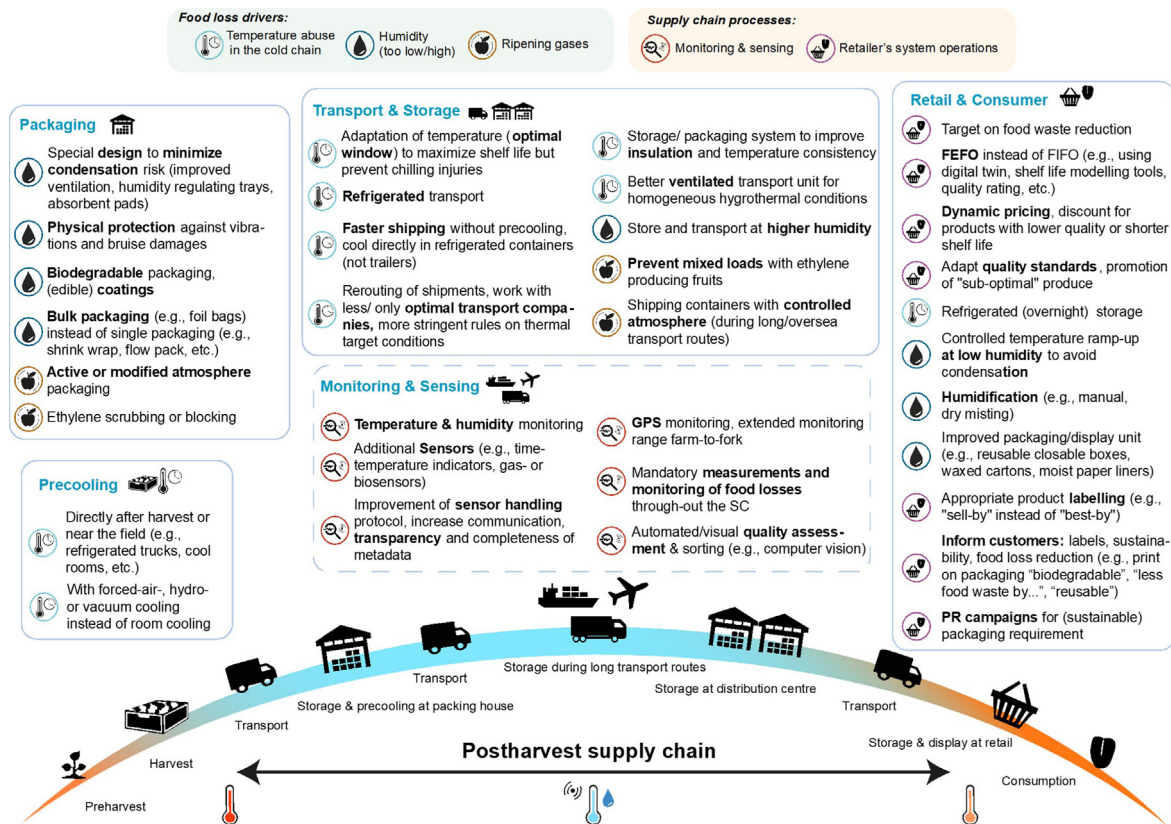 Food loss drivers:
Temperature abuse
in the cold chain
Humidity
(too low/high)
Ripening gases
Supply chain processes:
Monitoring & sensing
Retailer's system operations
Packaging
Special design to minimize
condensation risk (improved
ventilation, humidity regulating trays,
absorbent pads)
Physical protection against vibra-
tions and bruise damages
Biodegradable packaging,
(edible) coatings
Bulk packaging (e.g., foil bags)
instead of single packaging (e.g.,
shrink wrap, flow pack, etc.)
Active or modified atmosphere
packaging
Ethylene scrubbing or blocking
Precooling
Directly after harvest or
near the field (e.g.,
refrigerated trucks, cool
rooms, etc.)
With forced-air-, hydro-
or vacuum cooling
instead of room cooling
Transport & Storage
Adaptation of temperature (optimal
window) to maximize shelf life but
prevent chilling injuries
Refrigerated transport
Faster shipping without precooling,
cool directly in refrigerated containers
(not trailers)
Rerouting of shipments, work with
less/ only optimal transport compa-
nies, more stringent rules on thermal
target conditions
Storage/ packaging system to improve
insulation and temperature consistency
Better ventilated transport unit for
homogeneous hygrothermal conditions
Store and transport at higher humidity
Prevent mixed loads with ethylene
producing fruits
Shipping containers with controlled
atmosphere (during long/oversea
transport routes)
Monitoring & Sensing
Temperature & humidity monitoring
Additional Sensors (e.g., time-
temperature indicators, gas- or
biosensors)
Improvement of sensor handling
protocol, increase communication,
transparency and completeness of
metadata
GPS monitoring, extended monitoring
range farm-to-fork
Mandatory measurements and
monitoring of food losses
through-out the SC
Automated/visual quality assess-
ment & sorting (e.g., computer vision)
Retail & Consumer
Target on food waste reduction
FEFO instead of FIFO (e.g., using
digital twin, shelf life modelling tools,
quality rating, etc.)
Dynamic pricing, discount for
products with lower quality or shorter
shelf life
Adapt quality standards, promotion
of "sub-optimal" produce
Refrigerated (overnight) storage
Controlled temperature ramp-up
at low humidity to avoid
condensation
Humidification (e.g., manual,
dry misting)
Improved packaging/display unit
(e.g., reusable closable boxes,
waxed cartons, moist paper liners)
Appropriate product labelling (e.g.,
"sell-by" instead of "best-by")
Inform customers: labels, sustaina-
bility, food loss reduction (e.g., print
on packaging “biodegradable”, “less
food waste by...”, “reusable”)
PR campaigns for (sustainable)
packaging requirement
Preharvest
Harvest
Transport
Storage & precooling at packing house
Transport
Storage during long transport routes
Storage at distribution centre
Transport
Storage & display at retail
Consumption
Postharvest supply chain